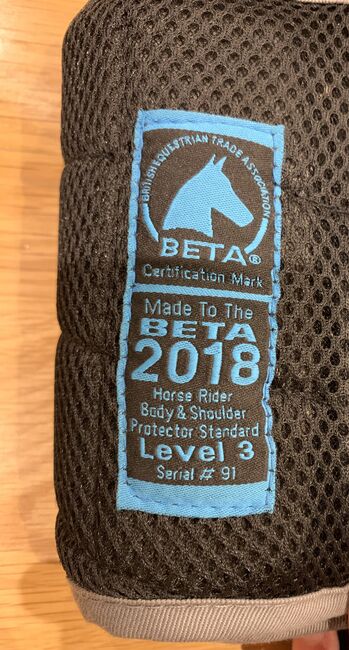 BRITISH EQUESTRIAN TRADE ASSOCIATION
BETA®
Certification Mark
Made To The
BETA
2018
Horse Rider
Body & Shoulder
Protector Standard
Level 3
Serial # 91